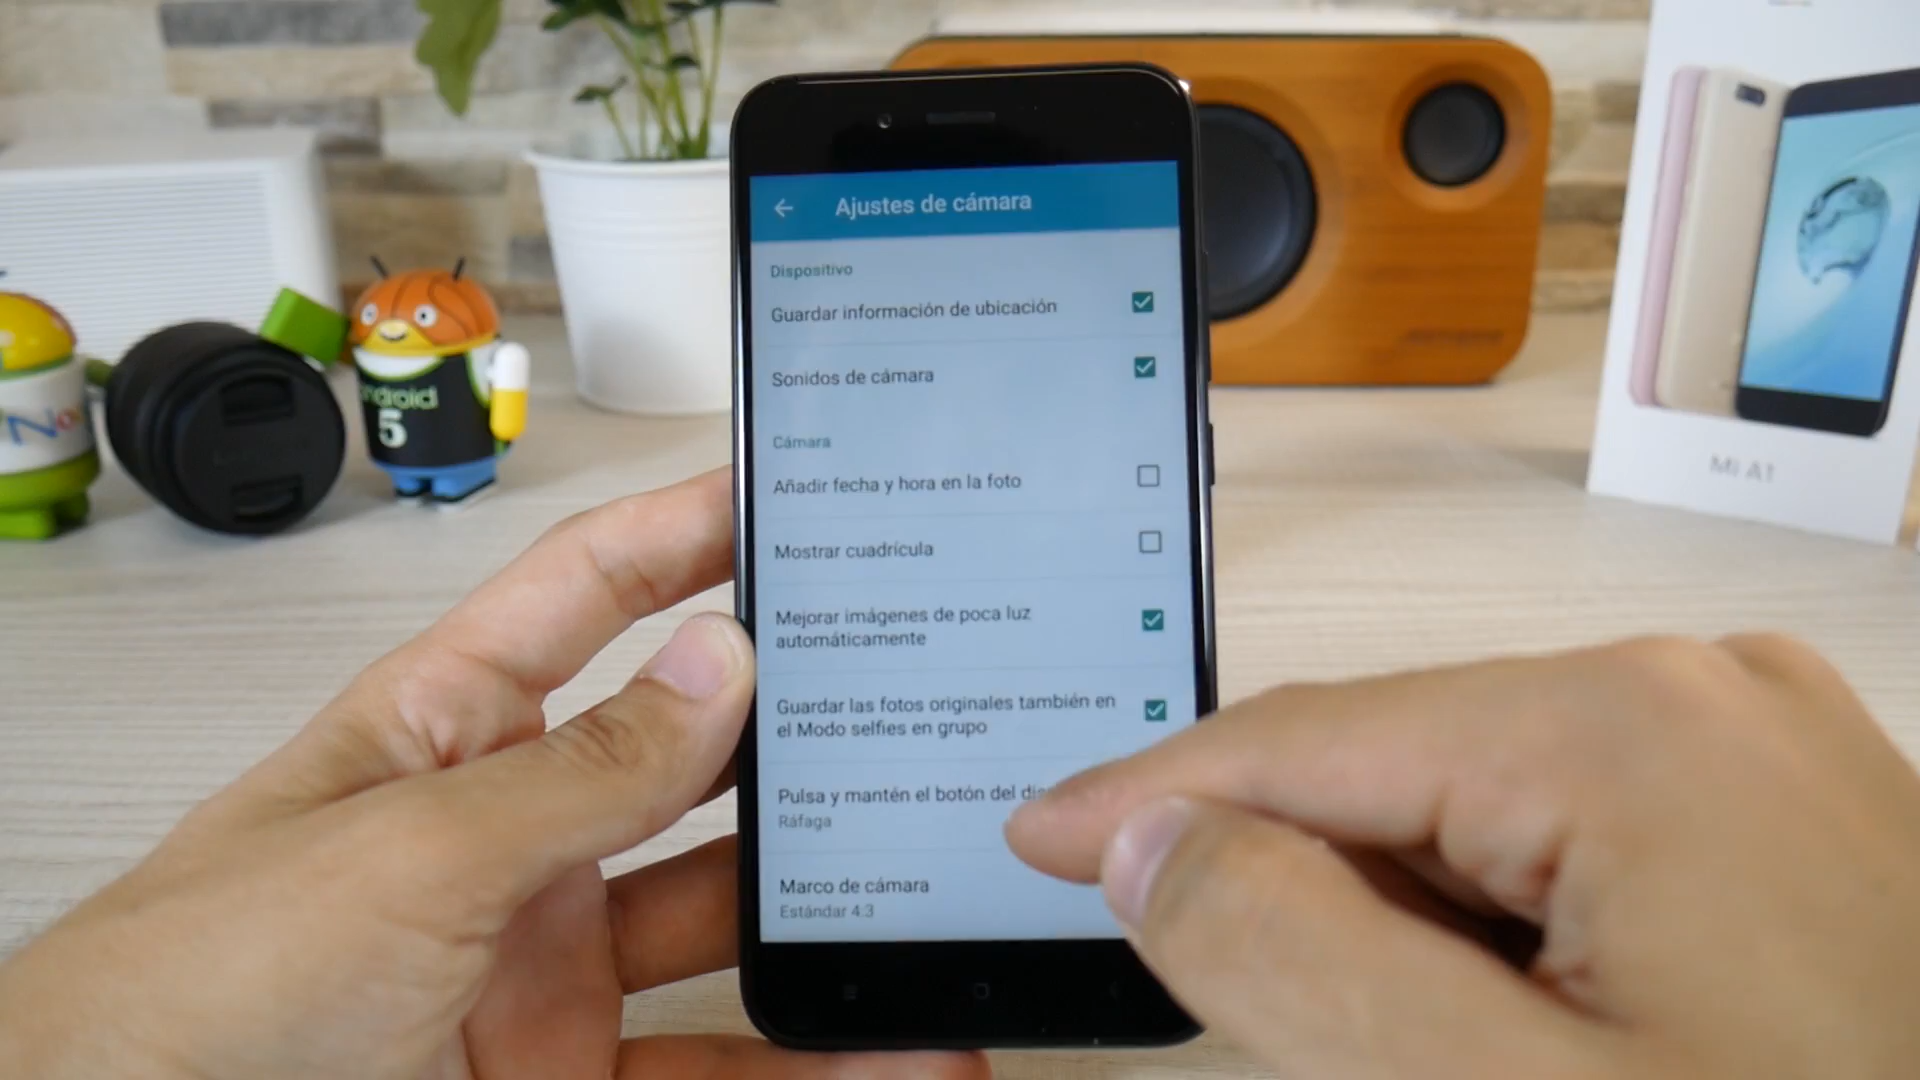 Ajustes de cámara
Dispositivo
Guardar información de ubicación
Sonidos de cámara
Cámara
Añadir fecha y hora en la foto
Mostrar cuadrícula
Mejorar imágenes de poca luz
automáticamente
Guardar las fotos originales también en
el Modo selfies en grupo
Pulsa y mantén el botón del
Ráfaga
Marco de cámara
Estándar 4:3
android
5
MI A1